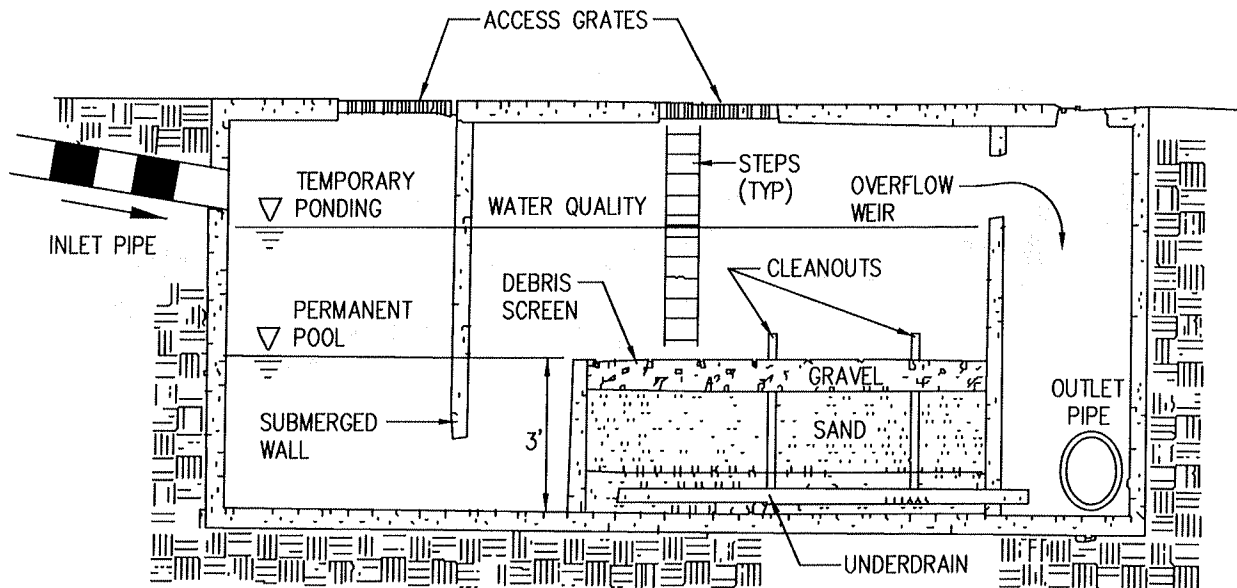 ACCESS GRATES
TEMPORARY
PONDING
WATER QUALITY
STEPS
(TYP)
OVERFLOW
WEIR
INLET PIPE
CLEANOUTS
DEBRIS
SCREEN
PERMANENT
POOL
GRAVEL
OUTLET
PIPE
SUBMERGED
WALL
3'
SAND
UNDERDRAIN